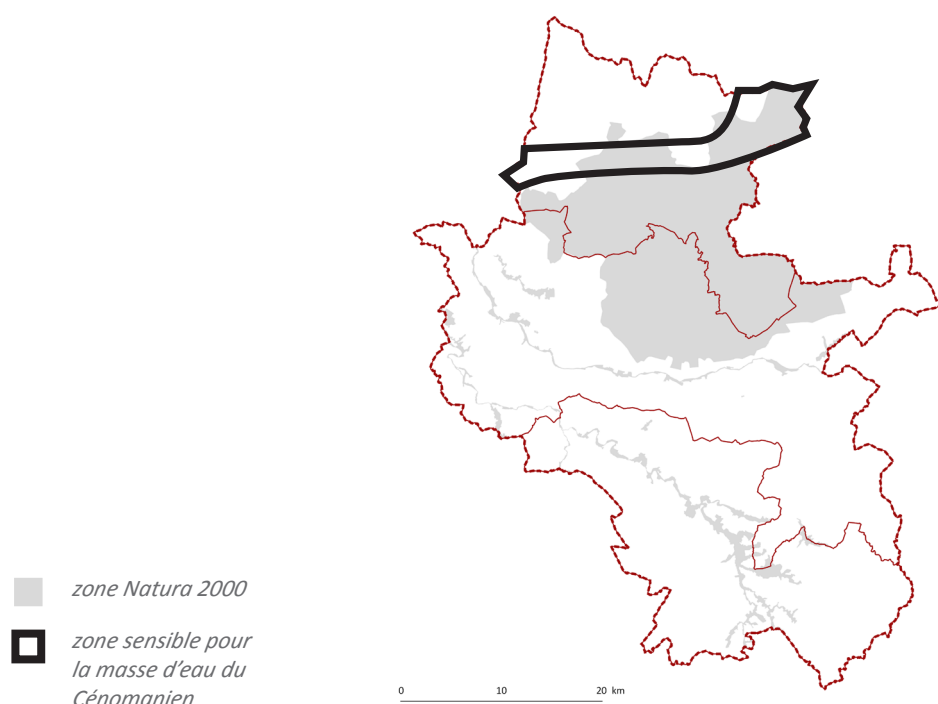 zone Natura 2000
zone sensible pour
la masse d'eau du
Cénomanien
0 10 20 km